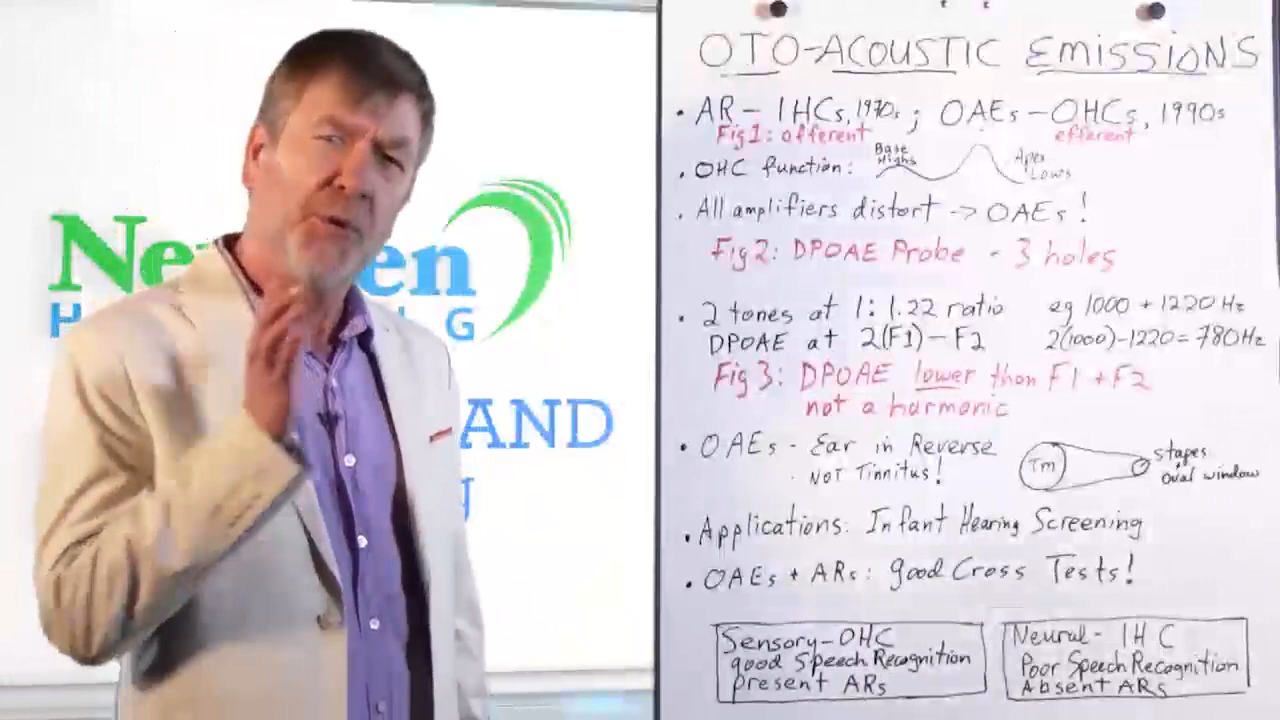 OTO-ACOUSTIC EMISSIONS
• AR – IHCs, 1970s ; OAEs – OHCs, 1990s
Fig 1: afferent efferent
• OHC function: Base Highs Apex Lows
• All amplifiers distort -> OAEs!
Fig 2: DPOAE Probe - 3 holes
• 2 tones at 1: 1.22 ratio eg 1000 + 1220 Hz
DPOAE at 2(F1) – F2 2(1000)-1220 = 780Hz
Fig 3: DPOAE lower than F1 + F2
not a harmonic
• OAEs - Ear in Reverse
. NOT Tinnitus!
Tm
stapes
Oval window
• Applications: Infant Hearing Screening
• OAEs + ARs: good Cross Tests!
Sensory-OHC
good Speech Recognition
present ARs
Neural- IHC
Poor Speech Recognition
Absent ARs
AND